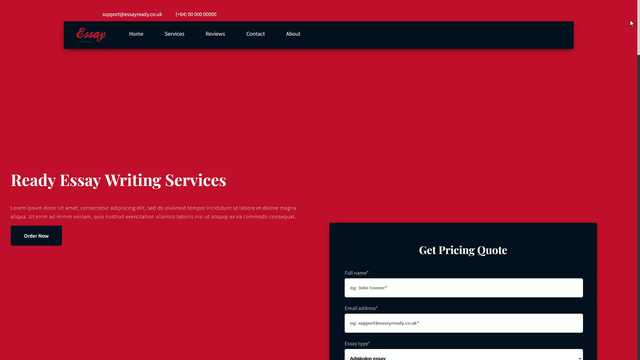 support@essayready.co.uk (+64) 00 000 00000
Essay Home Services Reviews Contact About
Ready Essay Writing Services
Lorem ipsum dolor sit amet, consectetur adipiscing elit, sed do eiusmod tempor incididunt ut labore et dolore magna
aliqua. Ut enim ad minim veniam, quis nostrud exercitation ullamco laboris nisi ut aliquip ex ea commodo consequat.
Order Now
Get Pricing Quote
Full name*
eg: John Conner*
Email address*
eg: support@eassyready.co.uk*
Essay type*
Admission essay